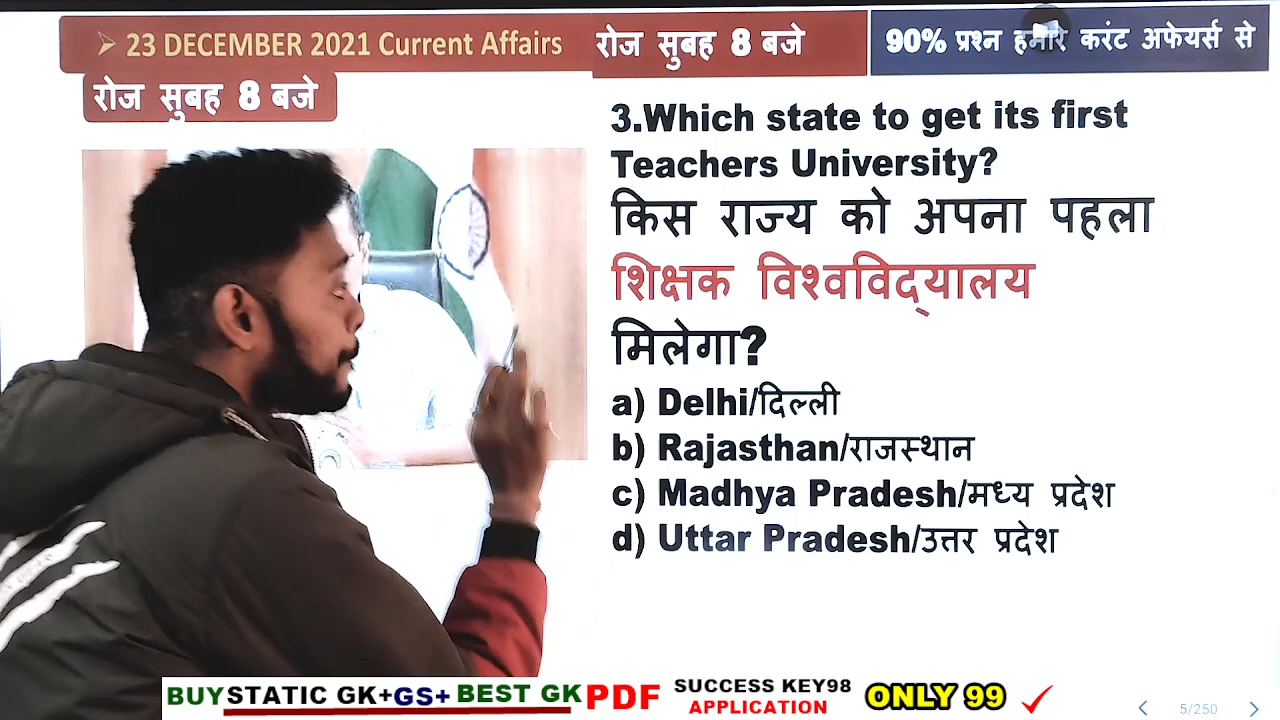 ➢ 23 DECEMBER 2021 Current Affairs
रोज सुबह 8 बजे
90% प्रश्न हमारे करंट अफेयर्स से
रोज सुबह 8 बजे
3.Which state to get its first
Teachers University?
किस राज्य को अपना पहला
शिक्षक विश्वविद्यालय
मिलेगा?
a) Delhi/दिल्ली
b) Rajasthan/राजस्थान
c) Madhya Pradesh/मध्य प्रदेश
d) Uttar Pradesh/उत्तर प्रदेश
BUY STATIC GK+GS+ BEST GK PDF
SUCCESS KEY98
APPLICATION
ONLY 99
5/250